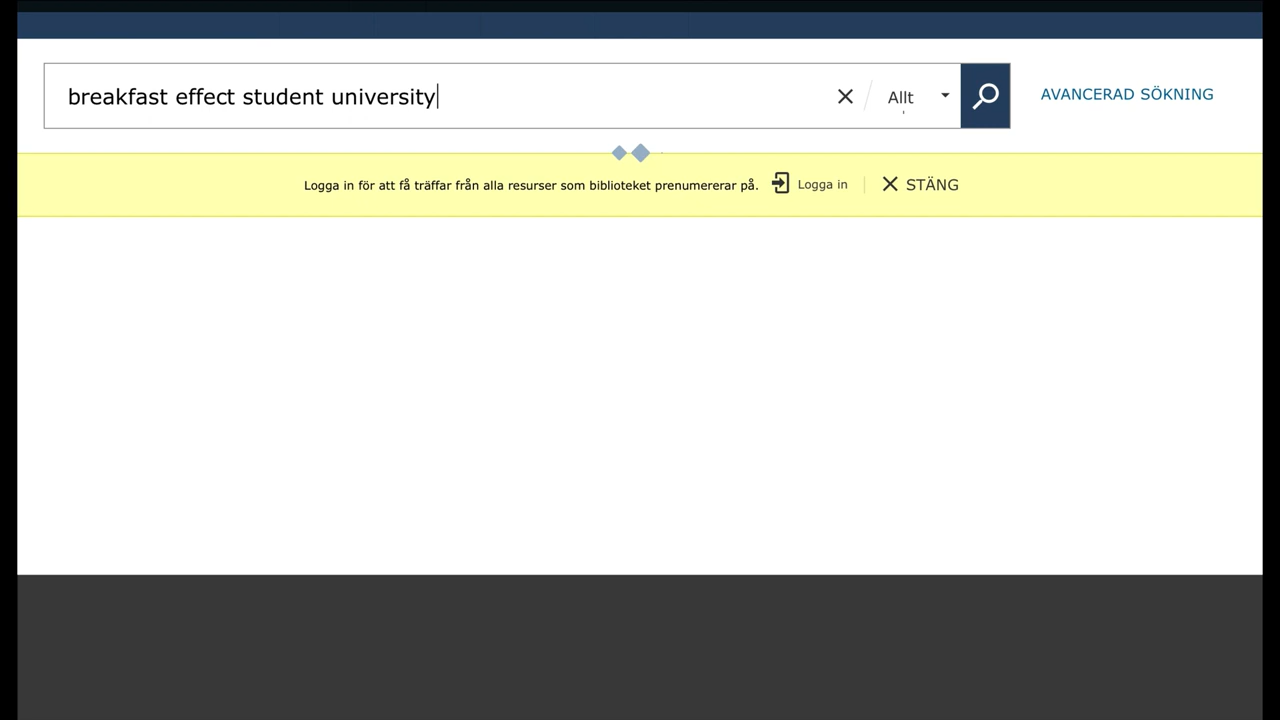 breakfast effect student university
Allt
AVANCERAD SÖKNING
Logga in för att få träffar från alla resurser som biblioteket prenumererar på. Logga in STÄNG